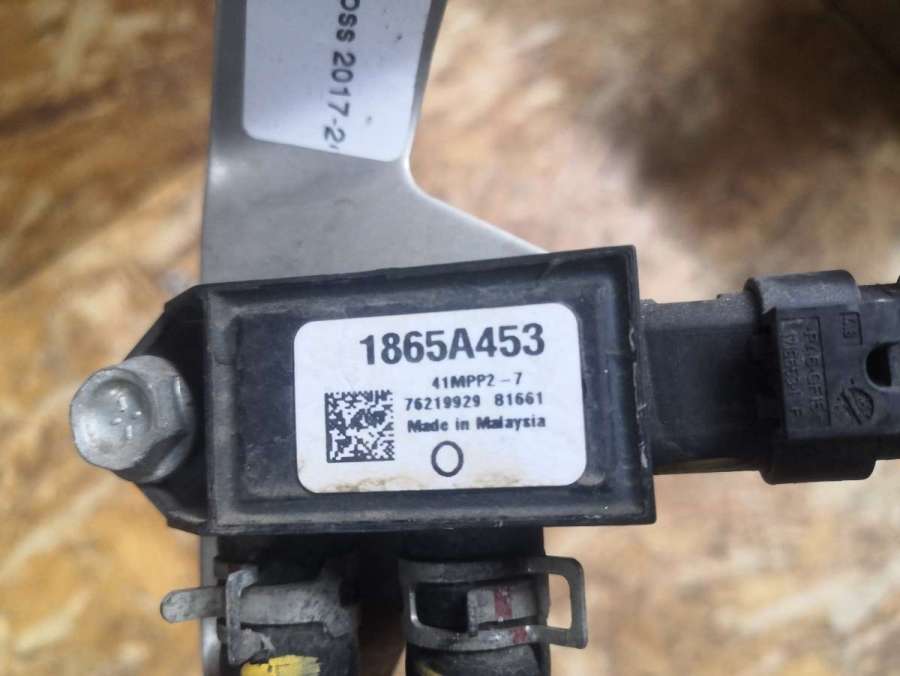 oss 2017-2
1865A453
41MPP2-7
76219929 81661
Made in Malaysia